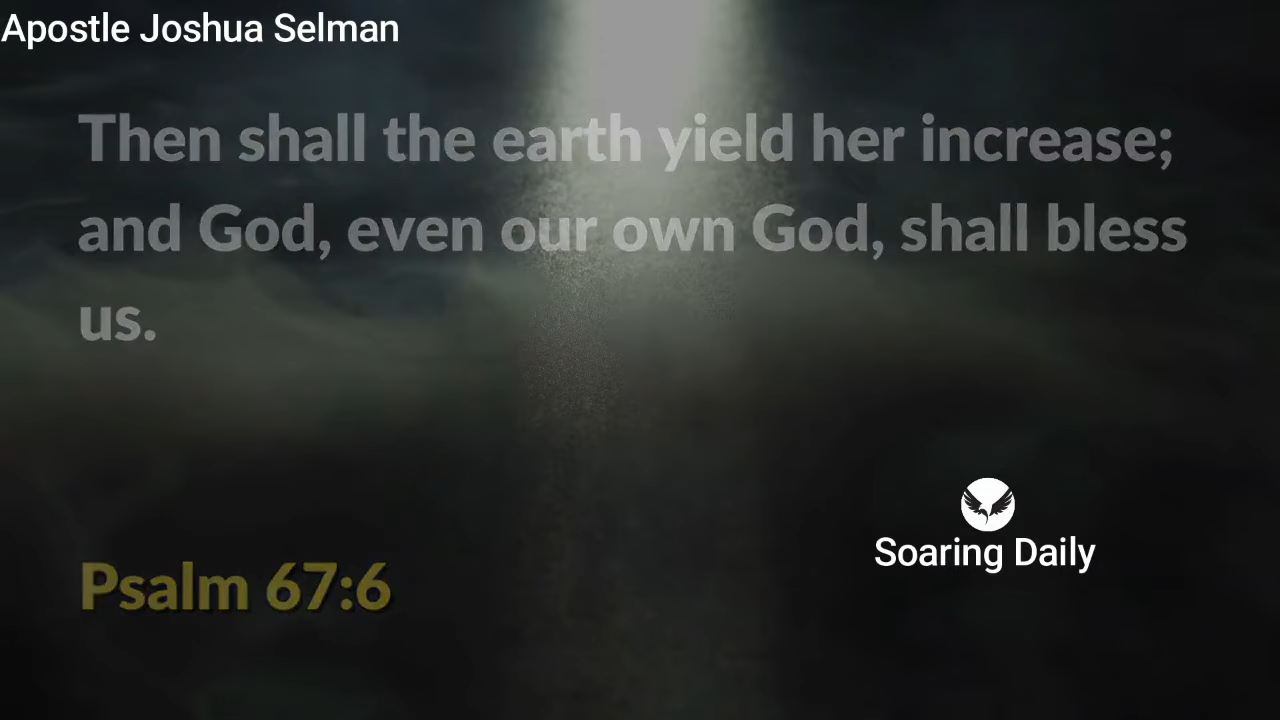 Apostle Joshua Selman
Then shall the earth yield her increase;
and God, even our own God, shall bless
us.
Soaring Daily
Psalm 67:6